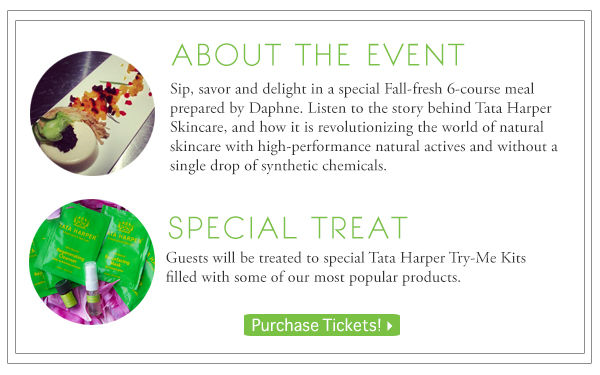 ABOUT THE EVENT
Sip, savor and delight in a special Fall-fresh 6-course meal
prepared by Daphne. Listen to the story behind Tata Harper
Skincare, and how it is revolutionizing the world of natural
skincare with high-performance natural actives and without a
single drop of synthetic chemicals.
TATA HARPER
SPECIAL TREAT
Guests will be treated to special Tata Harper Try-Me Kits
filled with some of our most popular products.
Purchase Tickets!